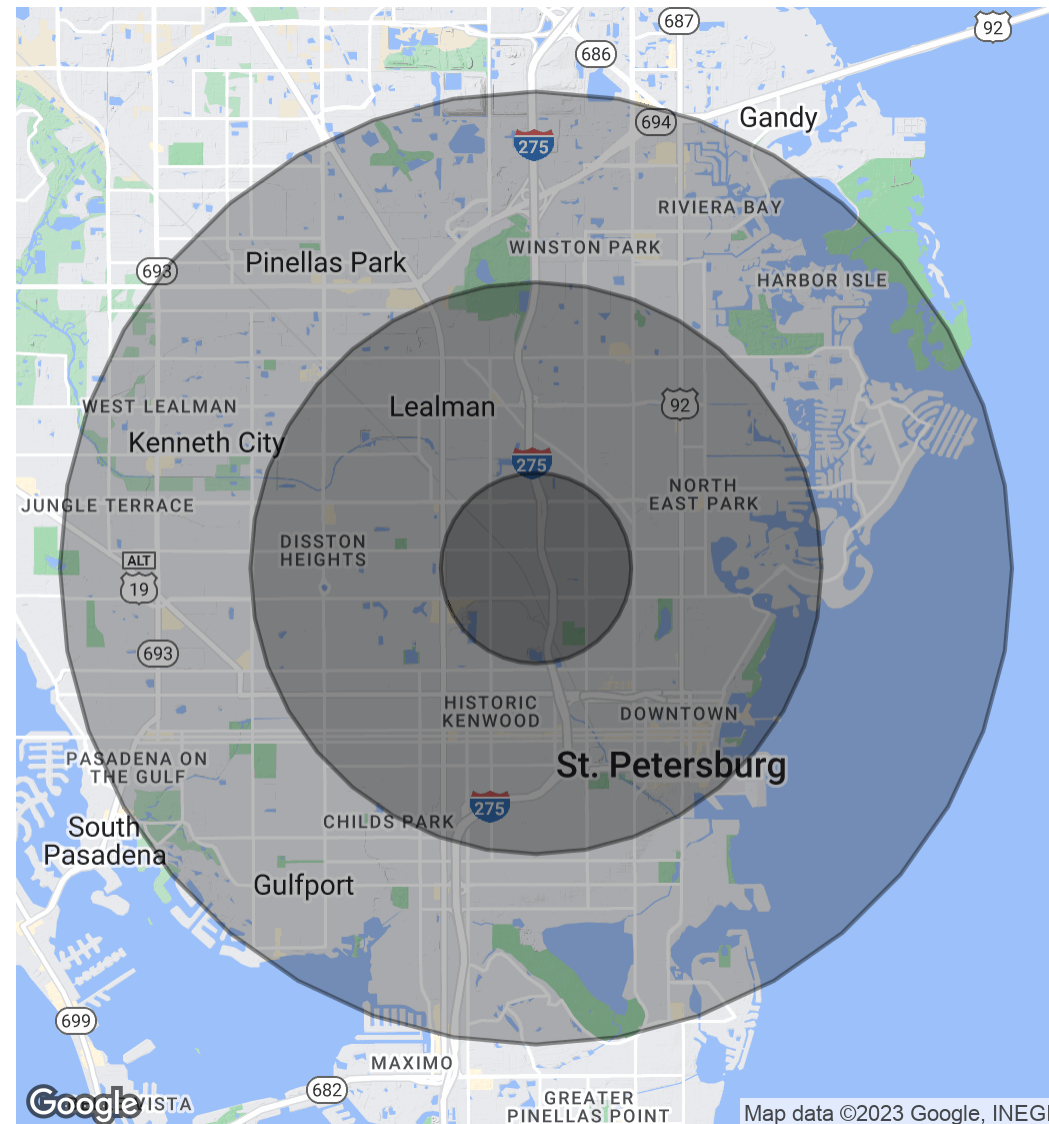 687
92
686
Gandy
694
275
RIVIERA BAY
WINSTON PARK
Pinellas Park
693
HARBOR ISLE
92
WEST LEALMAN
Lealman
Kenneth City
275
NORTH
EAST PARK
JUNGLE TERRACE
DISSTON
HEIGHTS
ALT
19
693
HISTORIC
KENWOOD
DOWNTOWN
PASADENA ON
THE GULF
St. Petersburg
275
CHILDS PARK
South
Pasadena
Gulfport
699
MAXIMO
682
GREATER
PINELLAS POINT
Google
VISTA
Map data ©2023 Google, INEGI